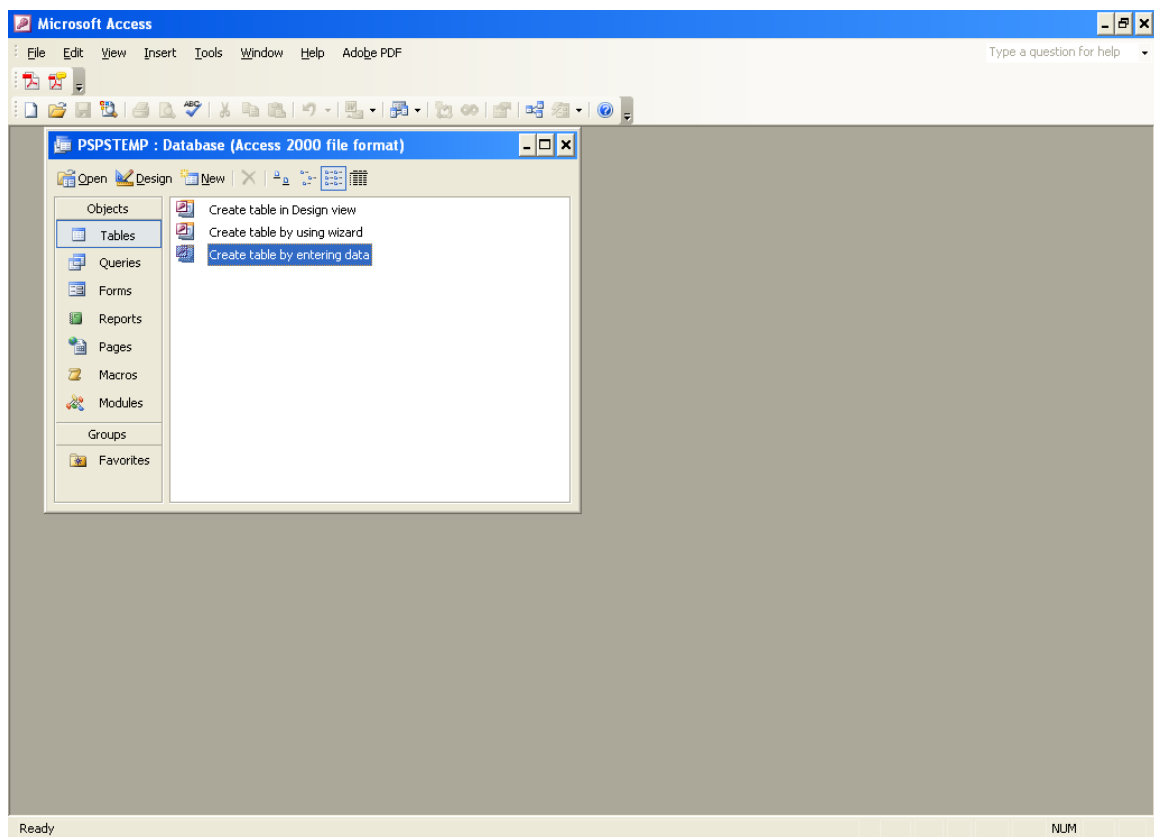 Microsoft Access
File Edit View Insert Tools Window Help Adobe PDF Type a question for help
ABC
PSPSTEMP : Database (Access 2000 file format)
Open Design New
Objects
Tables
Queries
Forms
Reports
Pages
Macros
Modules
Groups
Favorites
Create table in Design view
Create table by using wizard
Create table by entering data
Ready NUM